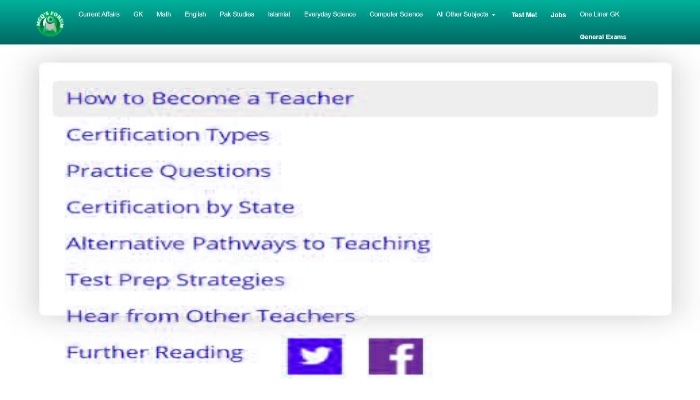 Current Affairs GK Math English Pak Studies Islamiat Everyday Science Computer Science All Other Subjects Test Me! Jobs One Liner GK
General Exams
How to Become a Teacher
Certification Types
Practice Questions
Certification by State
Alternative Pathways to Teaching
Test Prep Strategies
Hear from Other Teachers
Further Reading